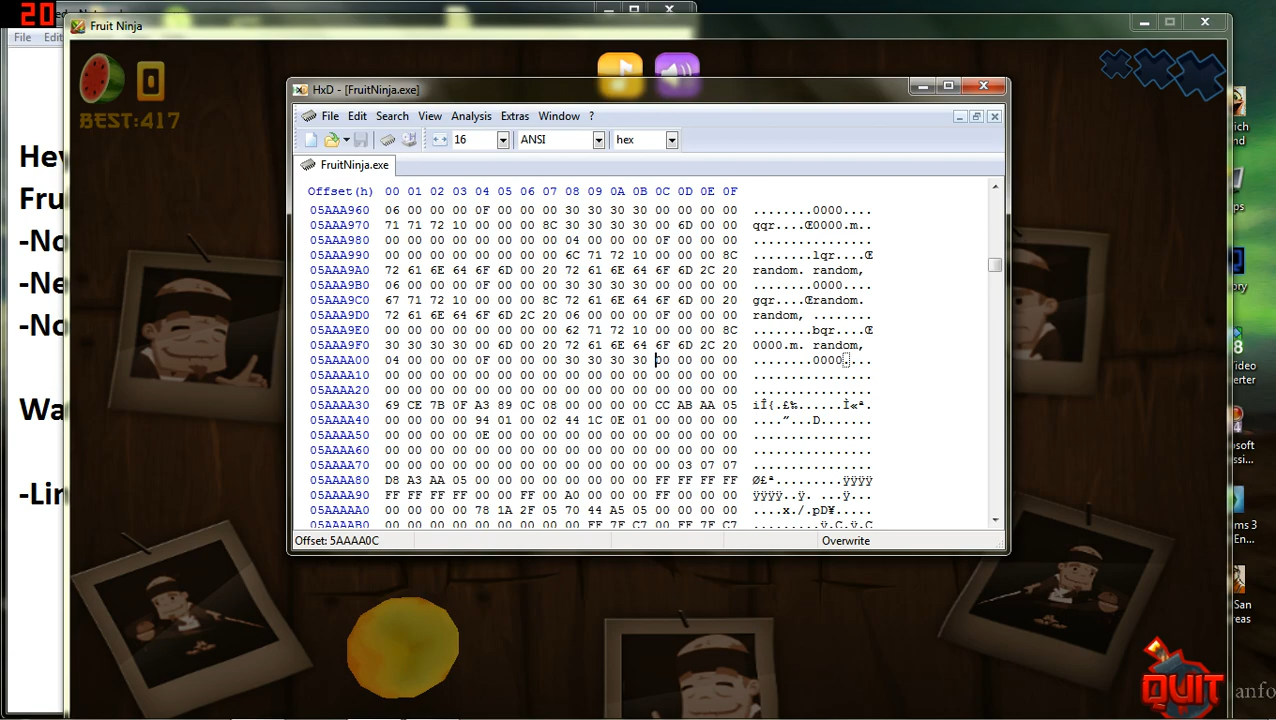 20
Fruit Ninja
File Edi
0
BEST:417
HxD - [FruitNinja.exe]
File Edit Search View Analysis Extras Window ?
16 ANSI hex
FruitNinja.exe
Offset(h) 00 01 02 03 04 05 06 07 08 09 0A 0B 0C 0D 0E 0F
05AAA960 06 00 00 00 0F 00 00 00 30 30 30 30 00 00 00 00 ........0000....
05AAA970 71 71 72 10 00 00 00 8C 30 30 30 30 00 6D 00 00 qqr....Œ0000.m..
05AAA980 00 00 00 00 00 00 00 00 04 00 00 00 0F 00 00 00 ................
05AAA990 00 00 00 00 00 00 00 00 6C 71 72 10 00 00 00 8C ........lqr....Œ
05AAA9A0 72 61 6E 64 6F 6D 00 20 72 61 6E 64 6F 6D 2C 20 random. random,
05AAA9B0 06 00 00 00 0F 00 00 00 30 30 30 30 00 00 00 00 ........0000....
05AAA9C0 67 71 72 10 00 00 00 8C 72 61 6E 64 6F 6D 00 20 gqr....Œrandom.
05AAA9D0 72 61 6E 64 6F 6D 2C 20 06 00 00 00 0F 00 00 00 random, ........
05AAA9E0 00 00 00 00 00 00 00 00 62 71 72 10 00 00 00 8C ........bqr....Œ
05AAA9F0 30 30 30 30 00 6D 00 20 72 61 6E 64 6F 6D 2C 20 0000.m. random,
05AAAA00 04 00 00 00 0F 00 00 00 30 30 30 30 00 00 00 00 ........0000....
05AAAA10 00 00 00 00 00 00 00 00 00 00 00 00 00 00 00 00 ................
05AAAA20 00 00 00 00 00 00 00 00 00 00 00 00 00 00 00 00 ................
05AAAA30 69 CE 7B 0F A3 89 0C 08 00 00 00 00 CC AB AA 05 iÎ{.£‰......Ì«ª.
05AAAA40 00 00 00 00 94 01 00 02 44 1C 0E 01 00 00 00 00 ....”...D.......
05AAAA50 00 00 00 00 0E 00 00 00 00 00 00 00 00 00 00 00 ................
05AAAA60 00 00 00 00 00 00 00 00 00 00 00 00 00 00 00 00 ................
05AAAA70 00 00 00 00 00 00 00 00 00 00 00 00 00 03 07 07 ................
05AAAA80 D8 A3 AA 05 00 00 00 00 00 00 00 00 FF FF FF FF Ø£ª.........ÿÿÿÿ
05AAAA90 FF FF FF FF 00 00 FF 00 A0 00 00 00 FF 00 00 00 ÿÿÿÿ..ÿ. ...ÿ...
05AAAAA0 00 00 00 00 78 1A 2F 05 70 44 A5 05 00 00 00 00 ....x./.pD¥.....
05AAAAB0 00 00 00 00 00 00 00 00 00 FF 7F C7 00 FF 7F C7 .........ÿ.Ç.ÿ.Ç
Offset: 5AAAA0C Overwrite
Hey
Fru
-No
-Ne
-No
Wa
-Lin
QUIT